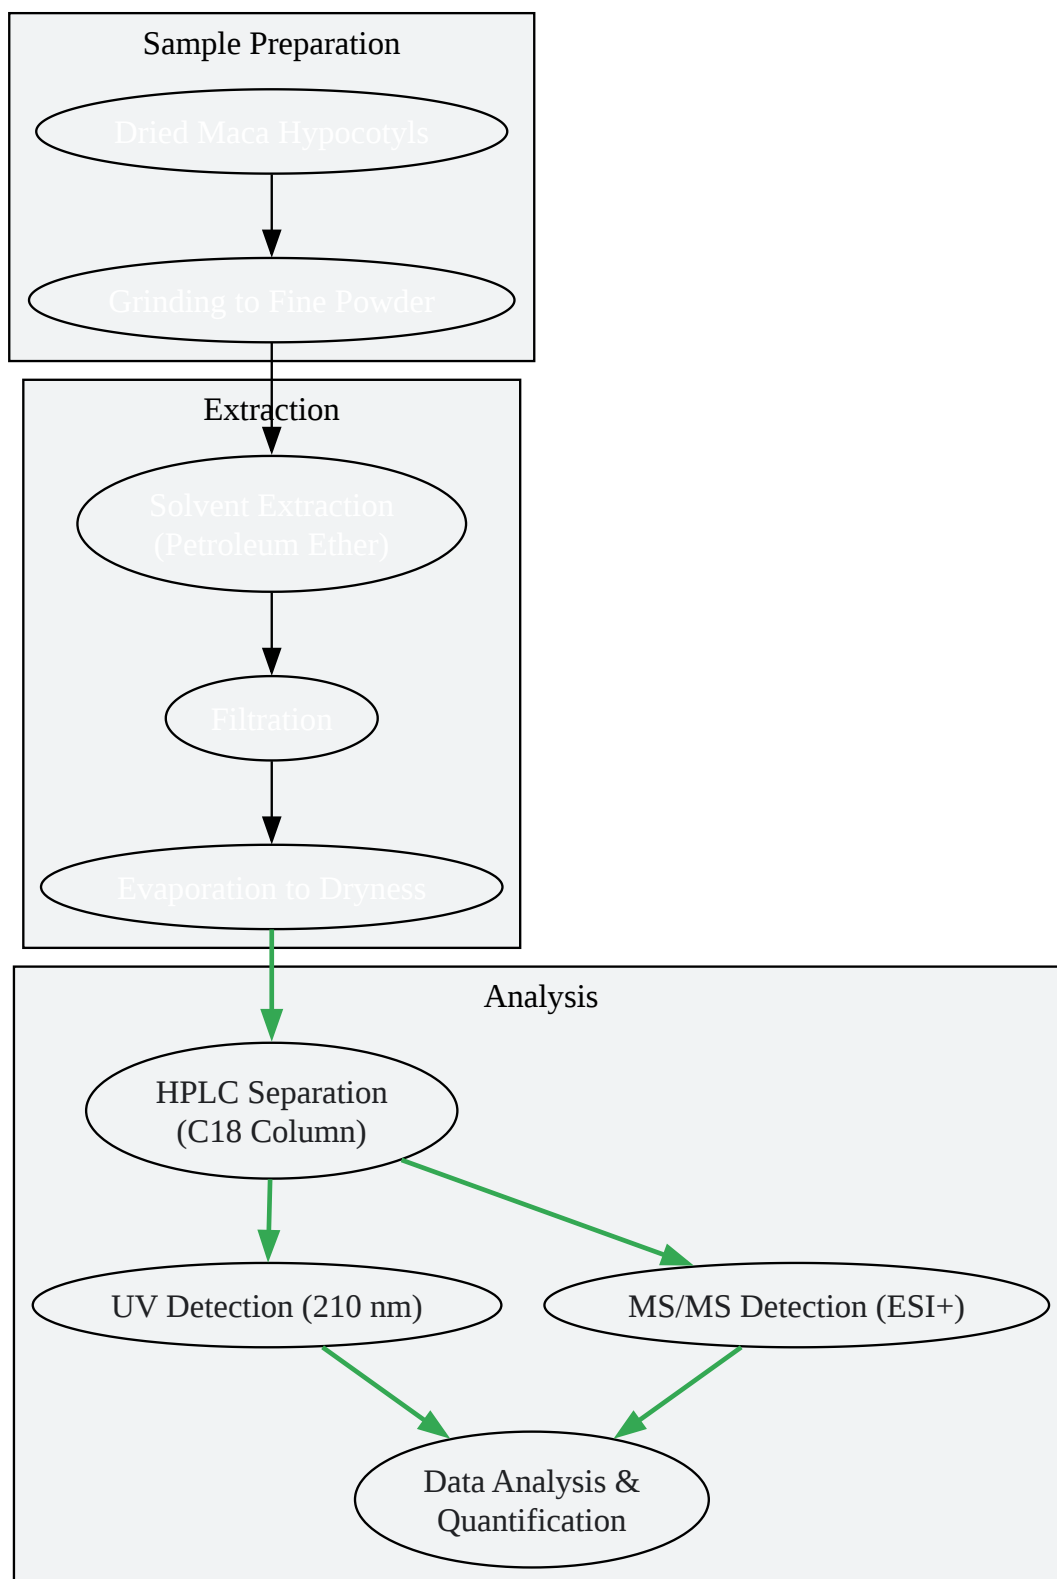 Sample Preparation
Dried Maca Hypocotyls
Grinding to Fine Powder
Extraction
Solvent Extraction
(Petroleum Ether)
Filtration
Evaporation to Dryness
Analysis
HPLC Separation
(C18 Column)
UV Detection (210 nm)
MS/MS Detection (ESI+)
Data Analysis &
Quantification